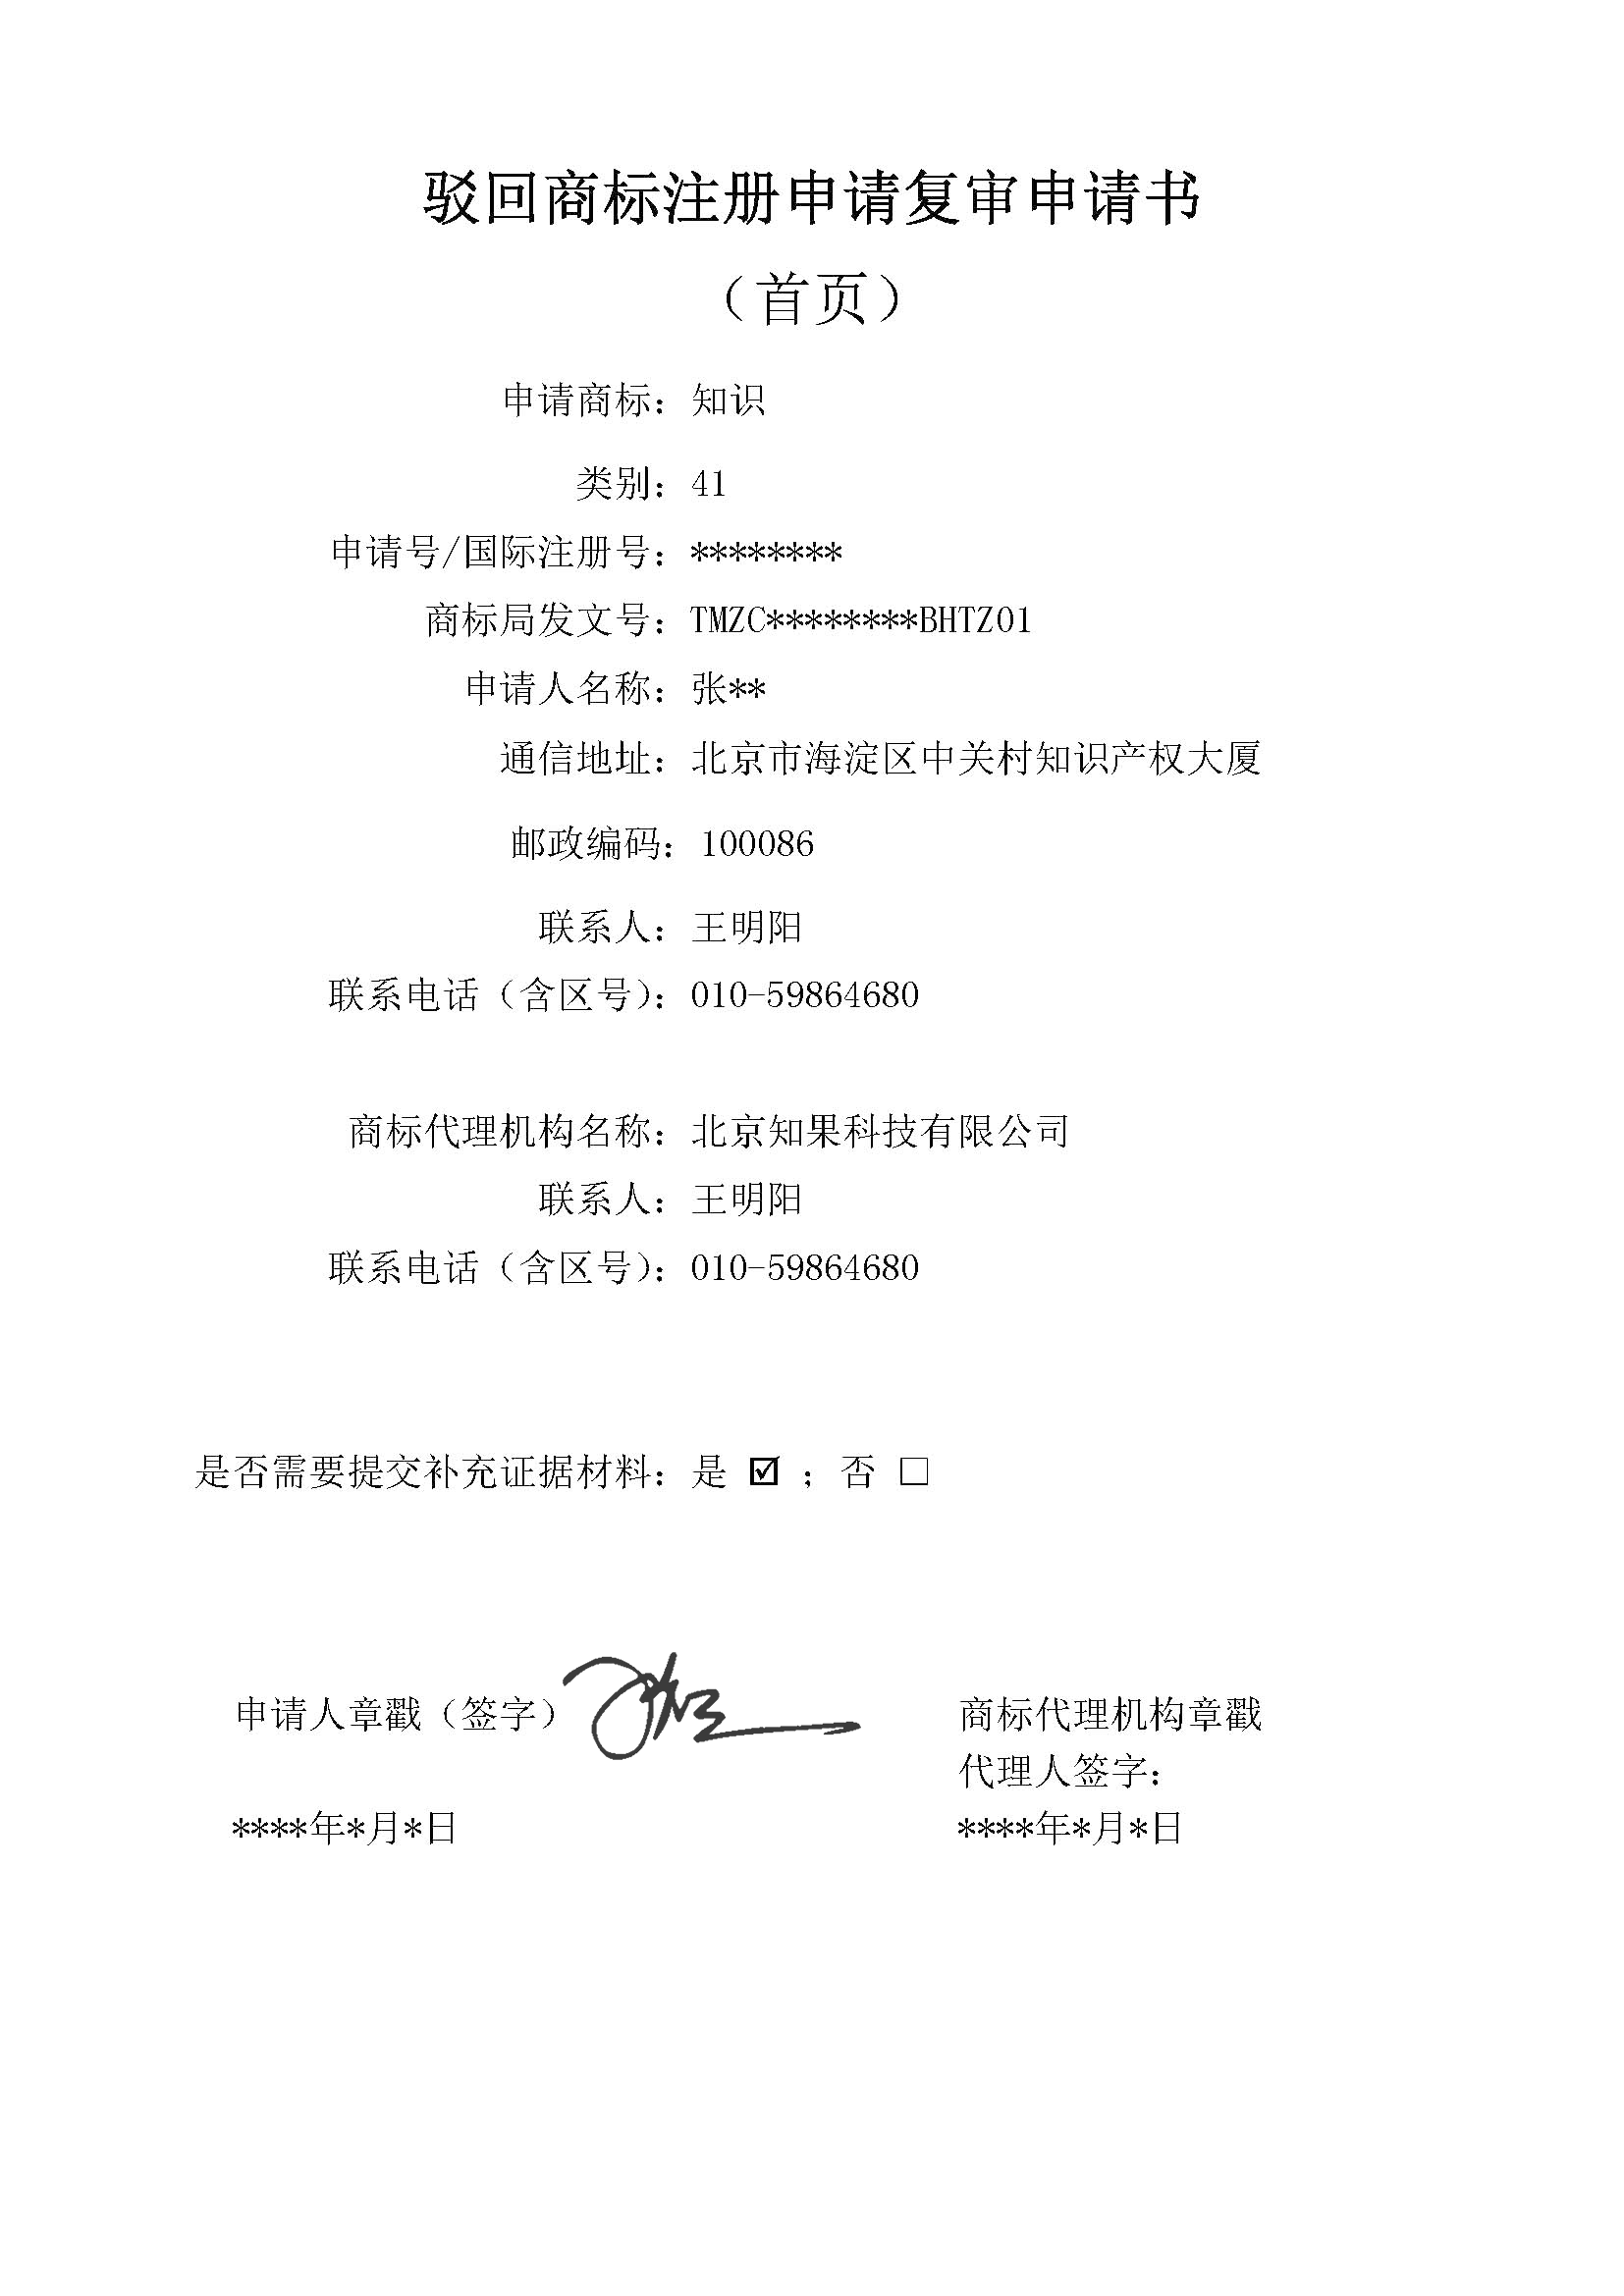 驳回商标注册申请复审申请书
（首页）
申请商标：知识
类别：41
申请号/国际注册号：********
商标局发文号：TMZC********BHTZ01
申请人名称：张**
通信地址：北京市海淀区中关村知识产权大厦
邮政编码：100086
联系人：王明阳
联系电话（含区号）：010-59864680
商标代理机构名称：北京知果科技有限公司
联系人：王明阳
联系电话（含区号）：010-59864680
是否需要提交补充证据材料：是 ☑ ；否 □
申请人章戳（签字）
商标代理机构章戳
代理人签字：
****年*月*日
****年*月*日